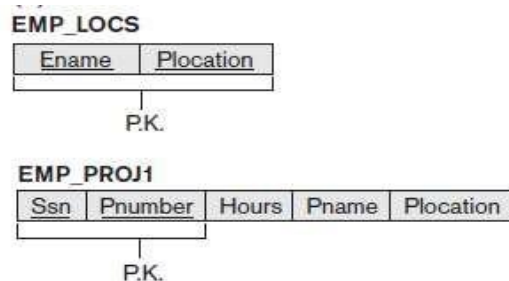 EMP_LOCS
Ename Plocation
P.K.
EMP_PROJ1
Ssn Pnumber Hours Pname Plocation
P.K.